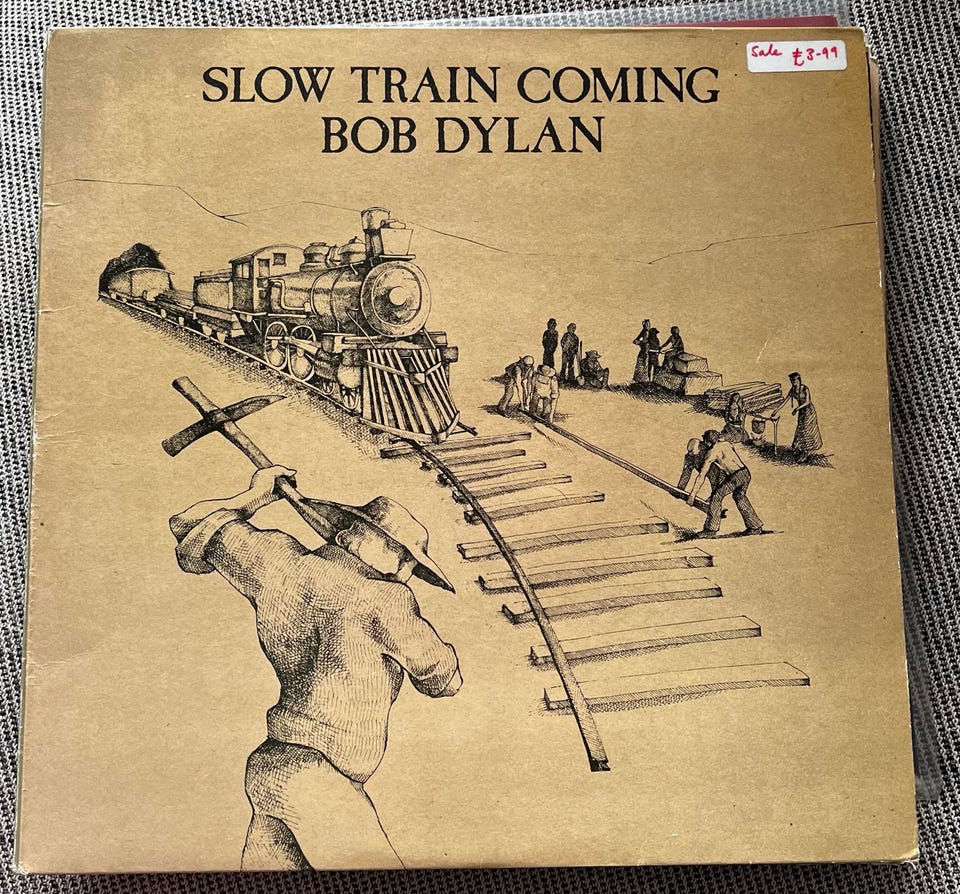 SLOW TRAIN COMING
BOB DYLAN
Sale £3-99